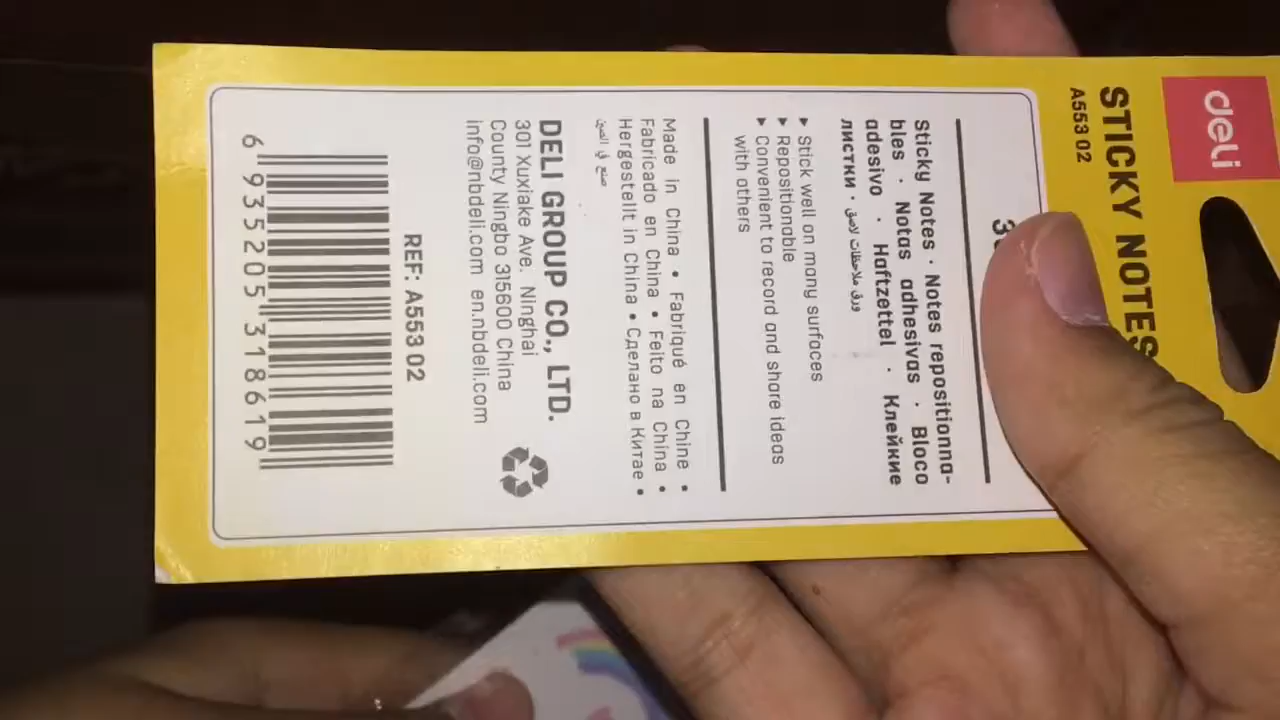 deli
STICKY NOTES
A553 02
Sticky Notes · Notes repositionna-
bles · Notas adhesivas · Bloco
adesivo · Haftzettel · Клейкие
листки · ورق ملاحظات لاصق
▸ Stick well on many surfaces
▸ Repositionable
▸ Convenient to record and share ideas
with others
Made in China • Fabriqué en Chine •
Fabricado en China • Feito na China •
Hergestellt in China • Сделано в Китае •
صنع في الصين
DELI GROUP CO., LTD.
301 Xuxiake Ave. Ninghai
County Ningbo 315600 China
info@nbdeli.com en.nbdeli.com
REF: A553 02
6 935205 318619